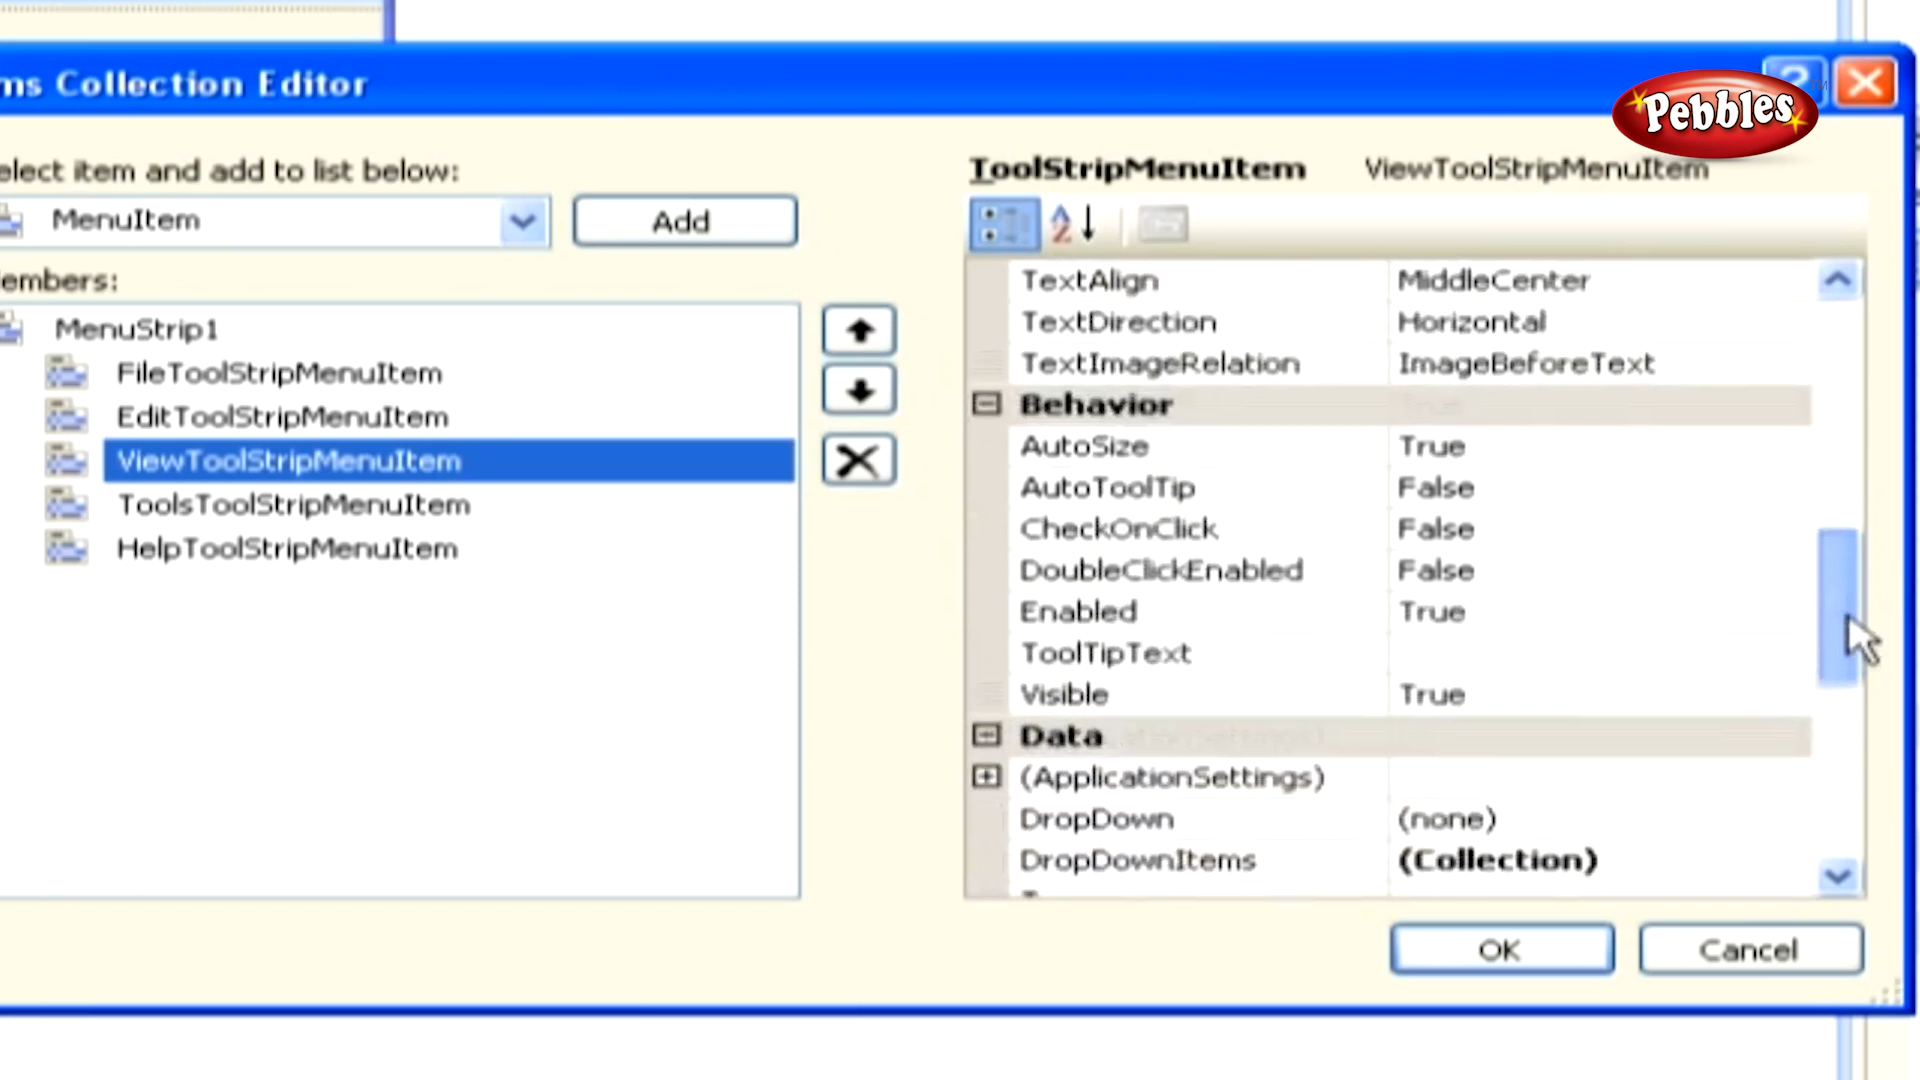 ms Collection Editor
Pebbles
TM
elect item and add to list below:
MenuItem
Add
embers:
MenuStrip1
FileToolStripMenuItem
EditToolStripMenuItem
ViewToolStripMenuItem
ToolsToolStripMenuItem
HelpToolStripMenuItem
ToolStripMenuItem ViewToolStripMenuItem
TextAlign MiddleCenter
TextDirection Horizontal
TextImageRelation ImageBeforeText
Behavior
AutoSize True
AutoToolTip False
CheckOnClick False
DoubleClickEnabled False
Enabled True
ToolTipText
Visible True
Data
(ApplicationSettings)
DropDown (none)
DropDownItems (Collection)
OK Cancel